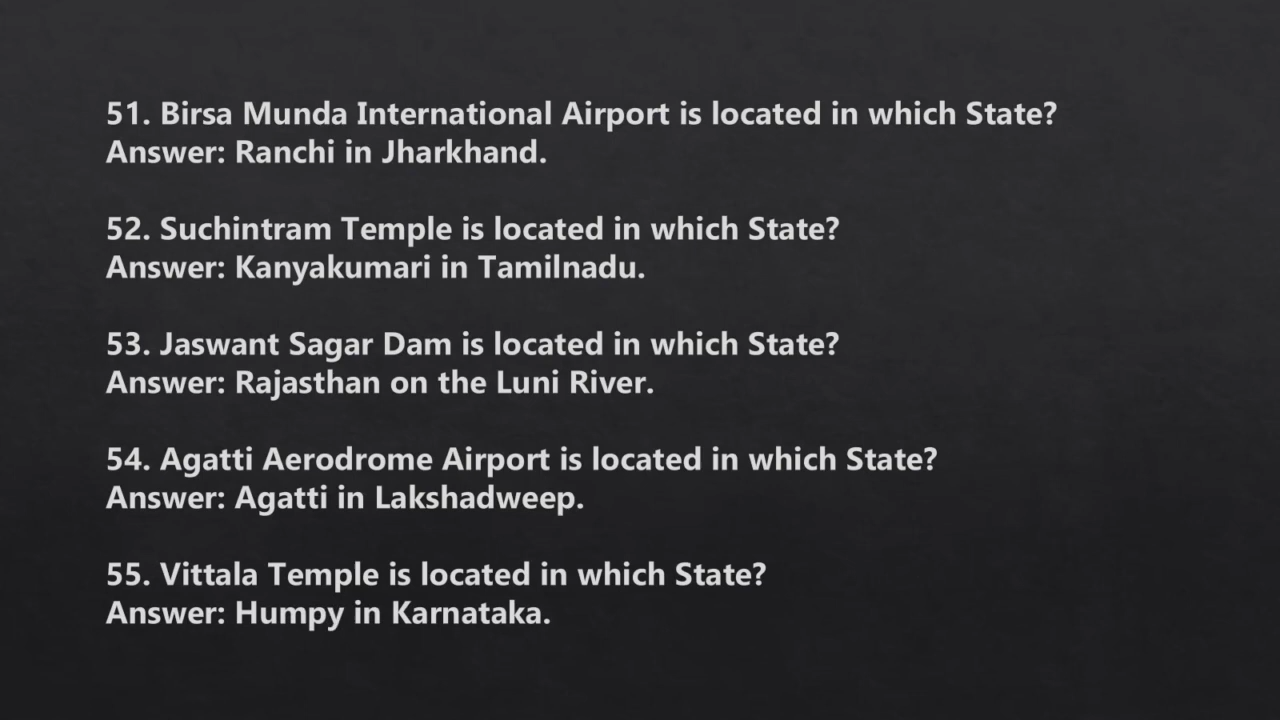 51. Birsa Munda International Airport is located in which State?
Answer: Ranchi in Jharkhand.
52. Suchintram Temple is located in which State?
Answer: Kanyakumari in Tamilnadu.
53. Jaswant Sagar Dam is located in which State?
Answer: Rajasthan on the Luni River.
54. Agatti Aerodrome Airport is located in which State?
Answer: Agatti in Lakshadweep.
55. Vittala Temple is located in which State?
Answer: Humpy in Karnataka.